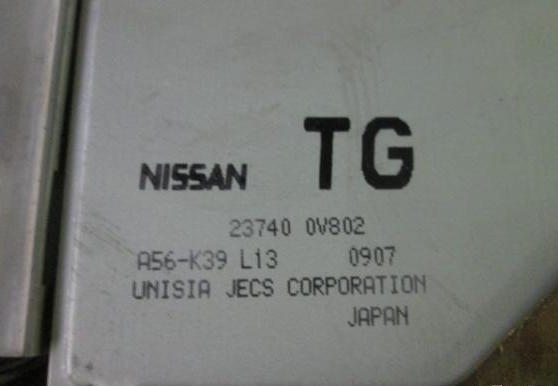 NISSAN TG
23740 0V802
A56-K39 L13 0907
UNISIA JECS CORPORATION
JAPAN